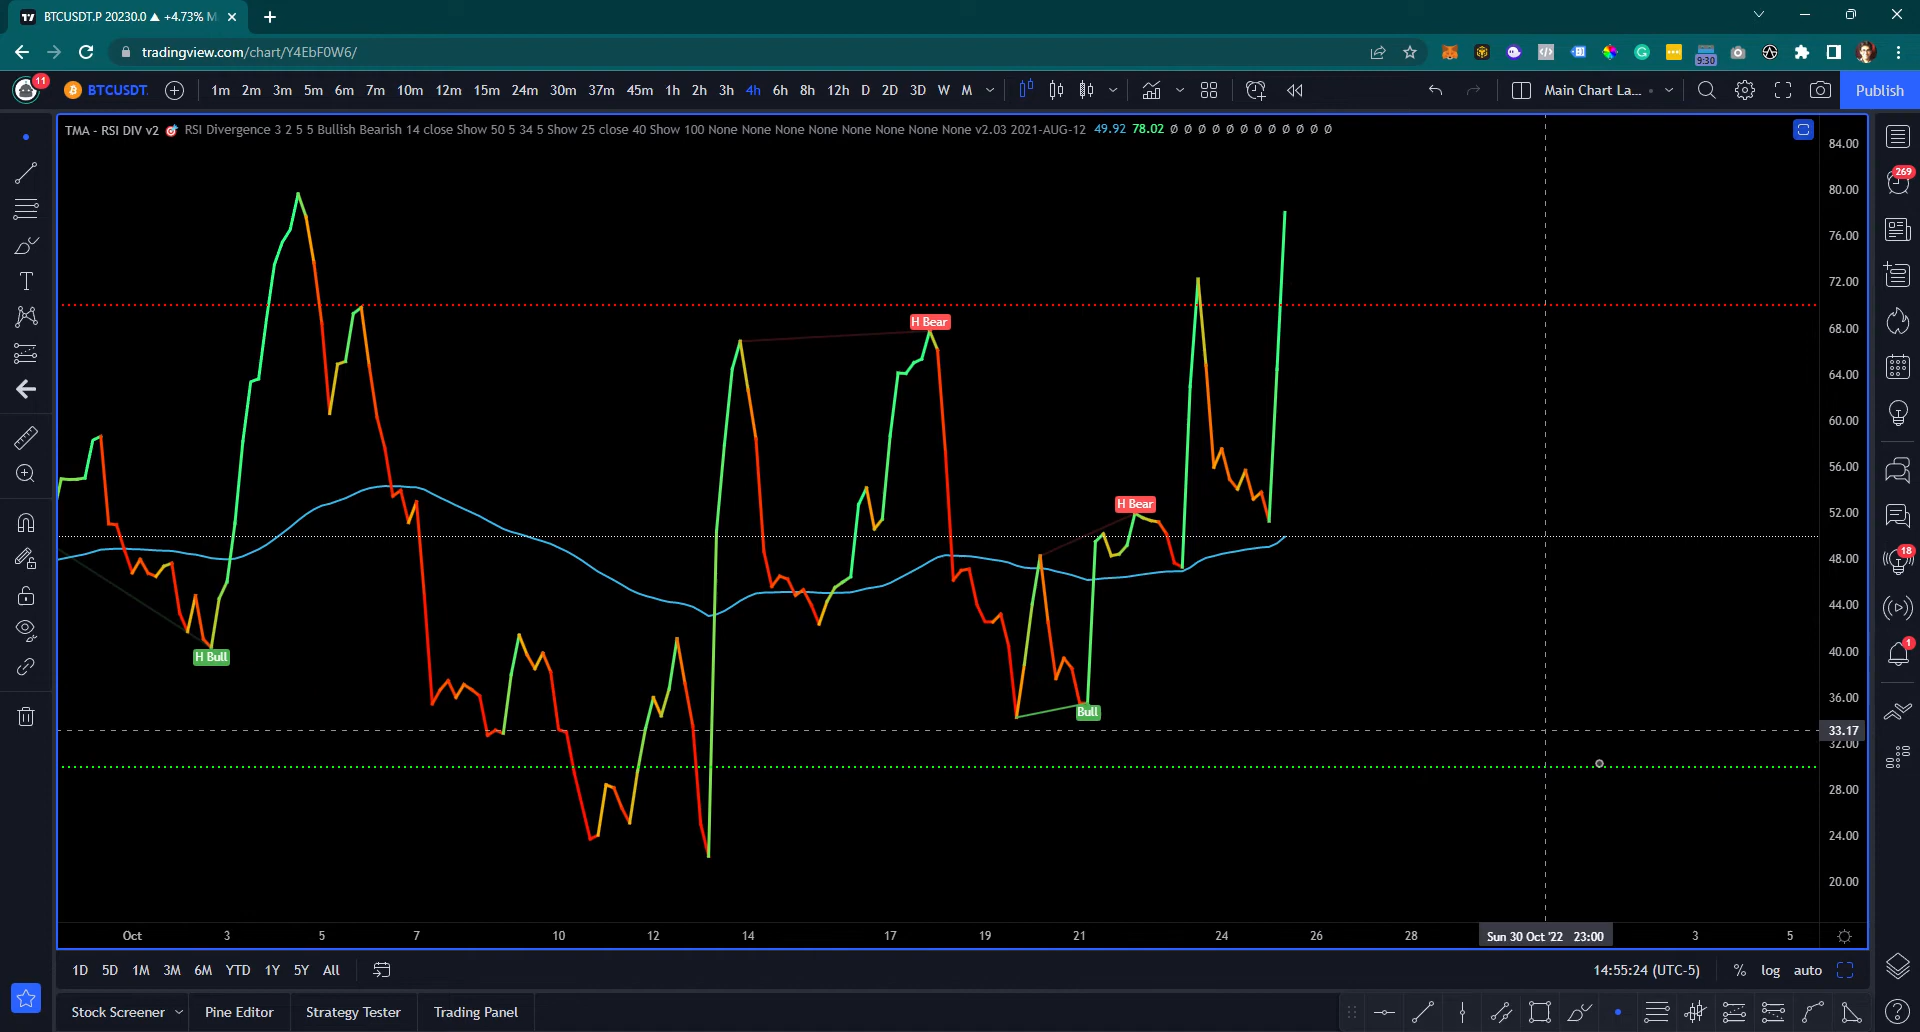 BTCUSDT.P 20230.0 ▲ +4.73% M
tradingview.com/chart/Y4EbF0W6/
9:30
11
BTCUSDT.
1m 2m 3m 5m 6m 7m 10m 12m 15m 24m 30m 37m 45m 1h 2h 3h 4h 6h 8h 12h D 2D 3D W M
Main Chart La...
Publish
TMA - RSI DIV v2 RSI Divergence 3 2 5 5 Bullish Bearish 14 close Show 50 5 34 5 Show 25 close 40 Show 100 None None None None None None None None v2.03 2021-AUG-12 49.92 78.02 ∅ ∅ ∅ ∅ ∅ ∅ ∅ ∅ ∅ ∅ ∅ ∅
84.00
269
80.00
76.00
72.00
H Bear
68.00
64.00
60.00
56.00
H Bear
52.00
48.00
18
44.00
1
40.00
H Bull
36.00
Bull
33.17
32.00
28.00
24.00
20.00
Oct 3 5 7 10 12 14 17 19 21 24 26 28 Sun 30 Oct '22 23:00 3 5
1D 5D 1M 3M 6M YTD 1Y 5Y All
14:55:24 (UTC-5) % log auto
Stock Screener Pine Editor Strategy Tester Trading Panel